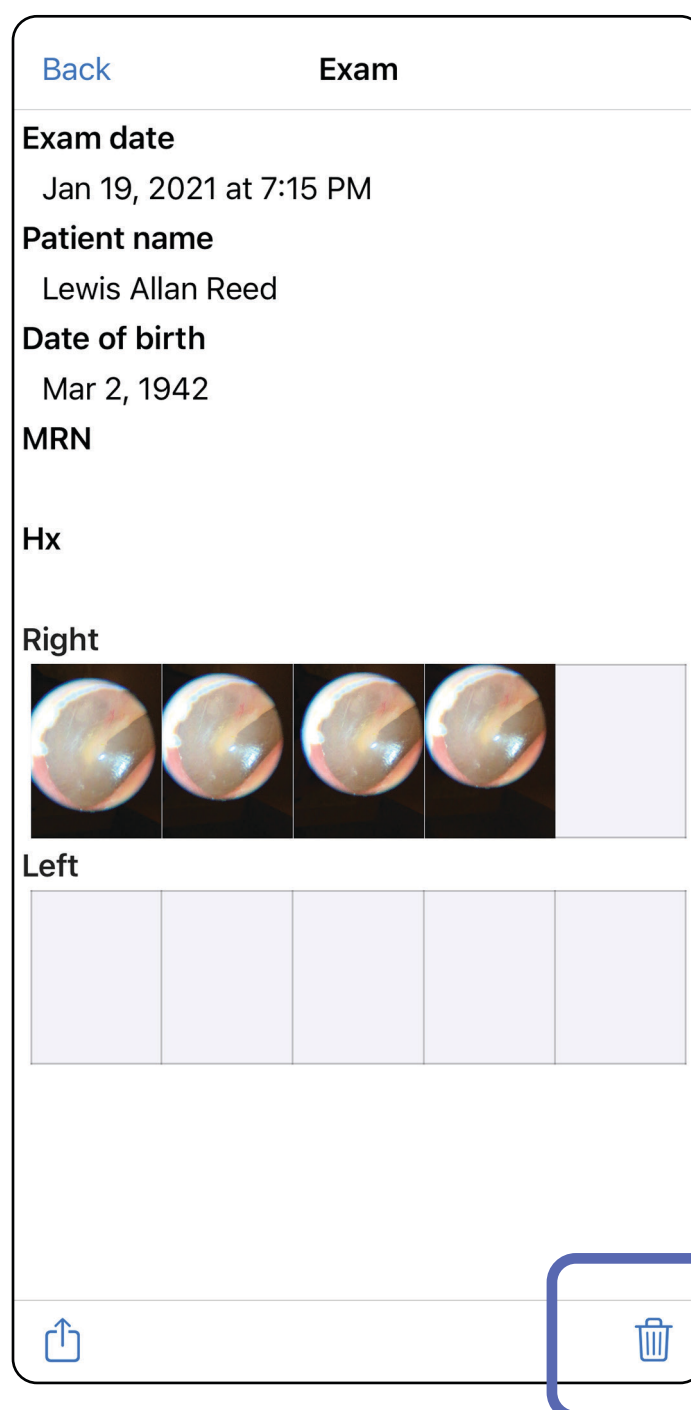 Back Exam
Exam date
Jan 19, 2021 at 7:15 PM
Patient name
Lewis Allan Reed
Date of birth
Mar 2, 1942
MRN
Hx
Right
Left